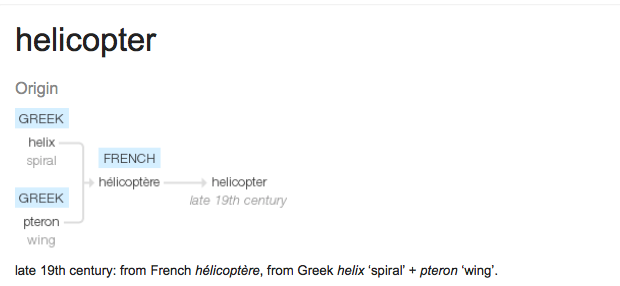 helicopter
Origin
GREEK
helix
spiral
FRENCH
hélicoptère
helicopter
late 19th century
GREEK
pteron
wing
late 19th century: from French hélicoptère, from Greek helix ‘spiral’ + pteron ‘wing’.